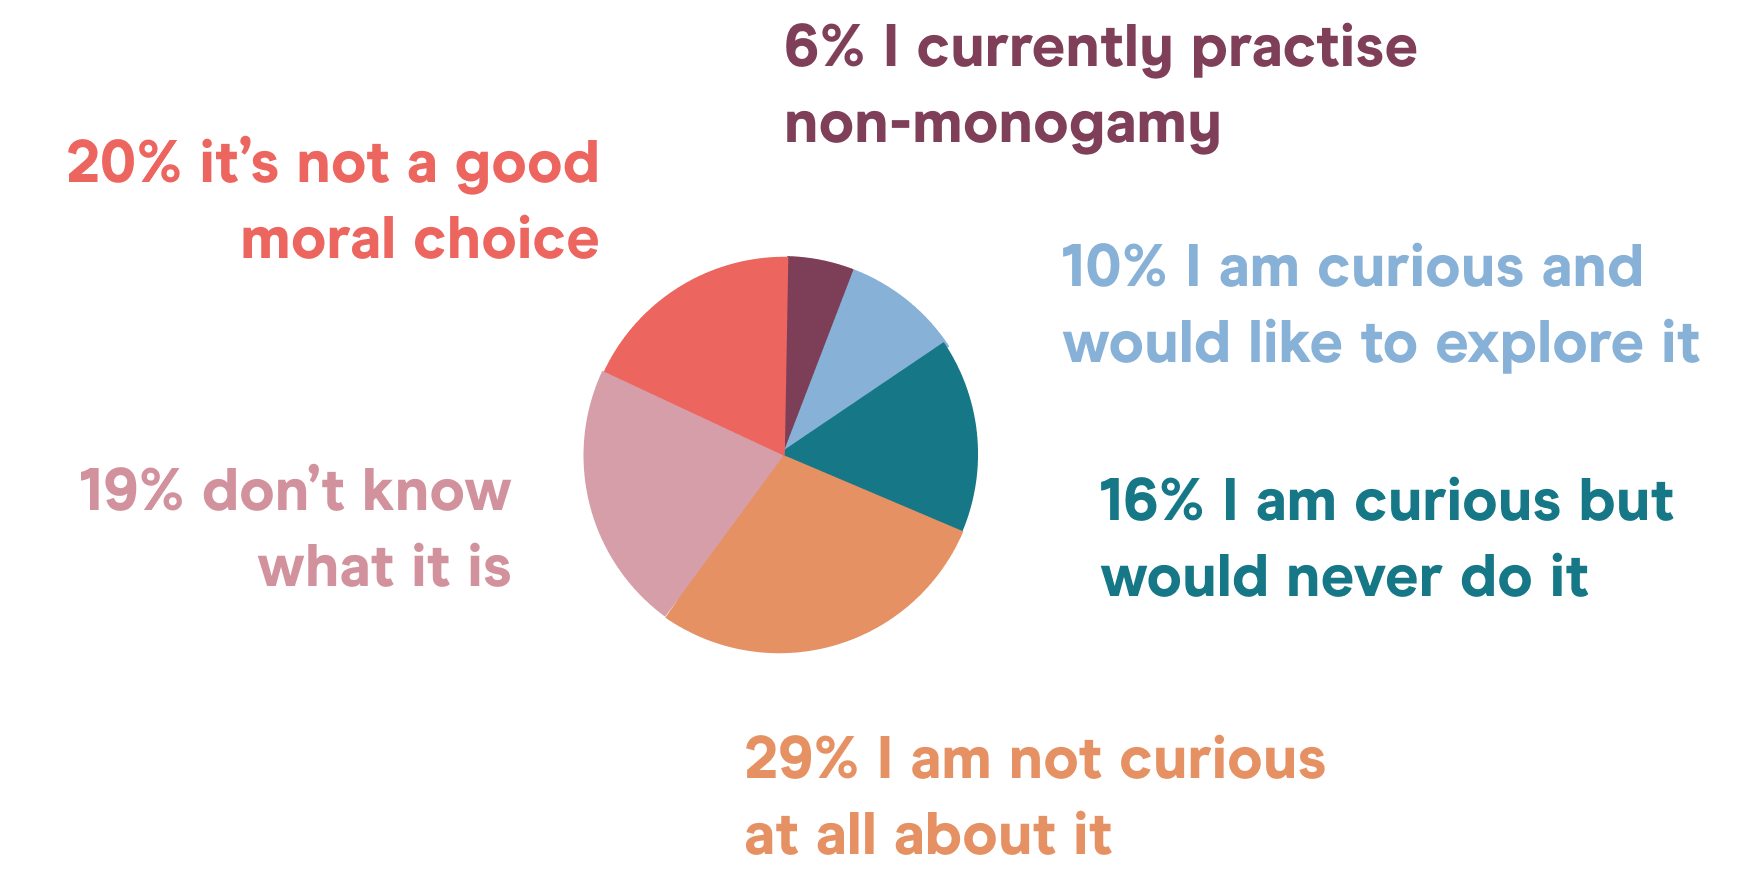 6% I currently practise
non-monogamy
20% it’s not a good
moral choice
10% I am curious and
would like to explore it
19% don’t know
what it is
16% I am curious but
would never do it
29% I am not curious
at all about it